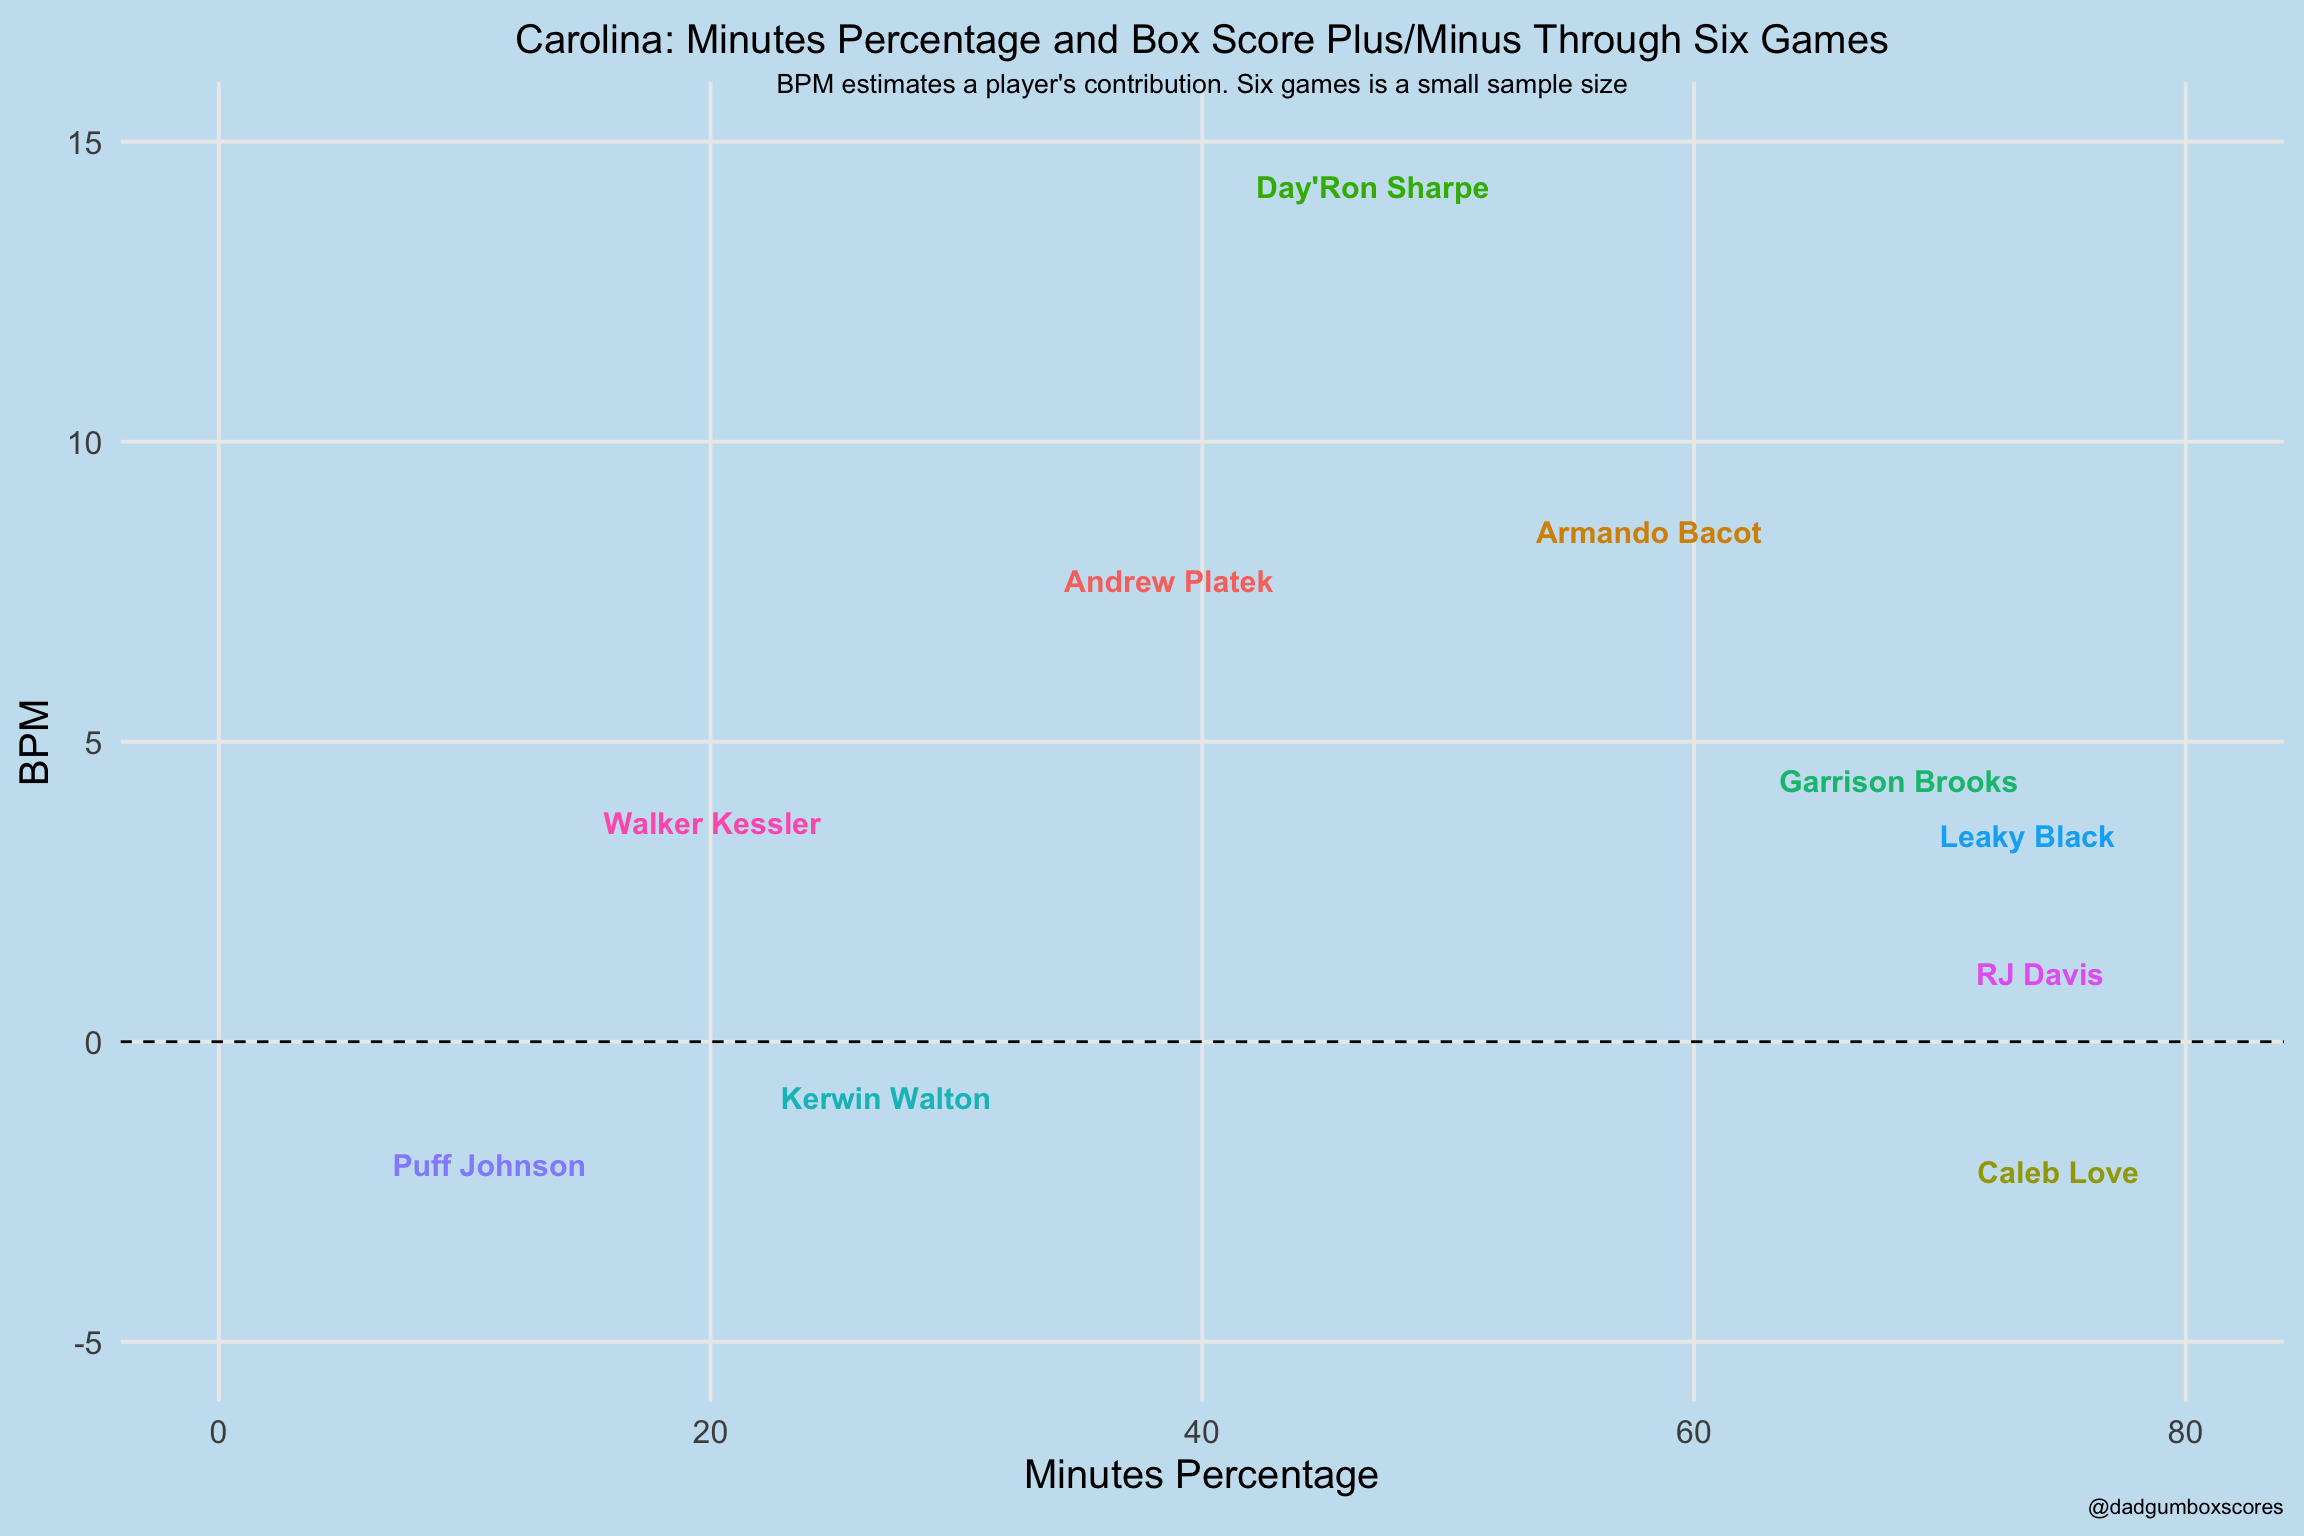 Carolina: Minutes Percentage and Box Score Plus/Minus Through Six Games
BPM estimates a player's contribution. Six games is a small sample size
15
Day'Ron Sharpe
10
Armando Bacot
Andrew Platek
BPM
5
Garrison Brooks
Walker Kessler
Leaky Black
RJ Davis
0
Kerwin Walton
Puff Johnson
Caleb Love
-5
0 20 40 60 80
Minutes Percentage
@dadgumboxscores